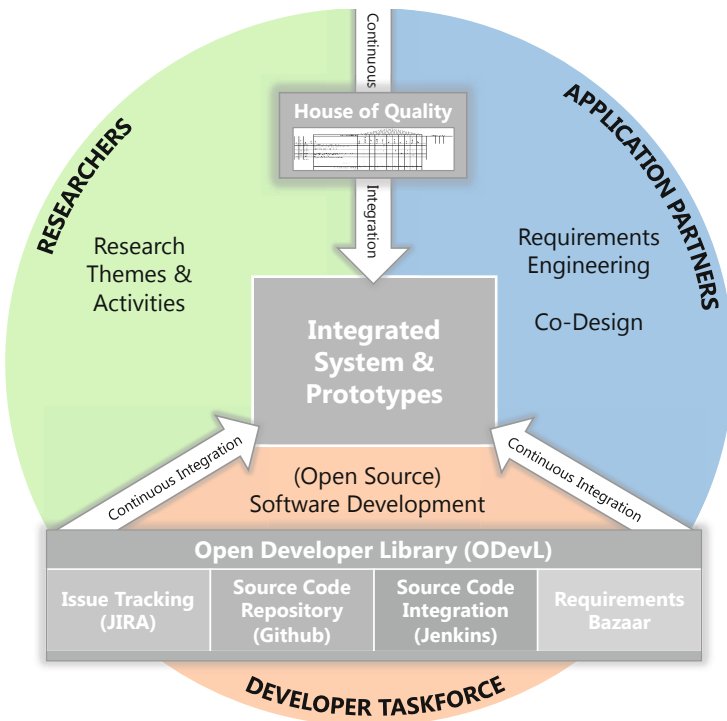 Continuous
House of Quality
Integration
RESEARCHERS
APPLICATION PARTNERS
Research
Themes &
Activities
Requirements
Engineering
Co-Design
Integrated
System &
Prototypes
Continuous Integration
Continuous Integration
(Open Source)
Software Development
Open Developer Library (ODevL)
Issue Tracking
(JIRA)
Source Code
Repository
(Github)
Source Code
Integration
(Jenkins)
Requirements
Bazaar
DEVELOPER TASKFORCE